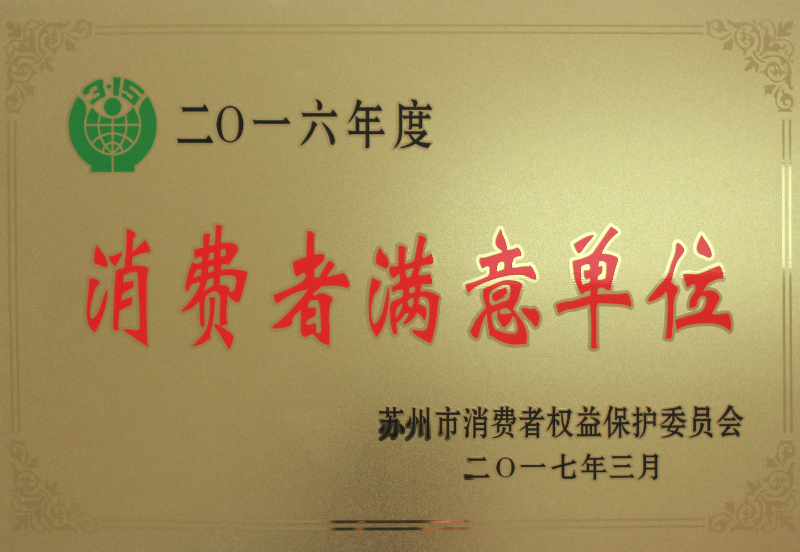 3·15
二〇一六年度
消费者满意单位
苏州市消费者权益保护委员会
二〇一七年三月